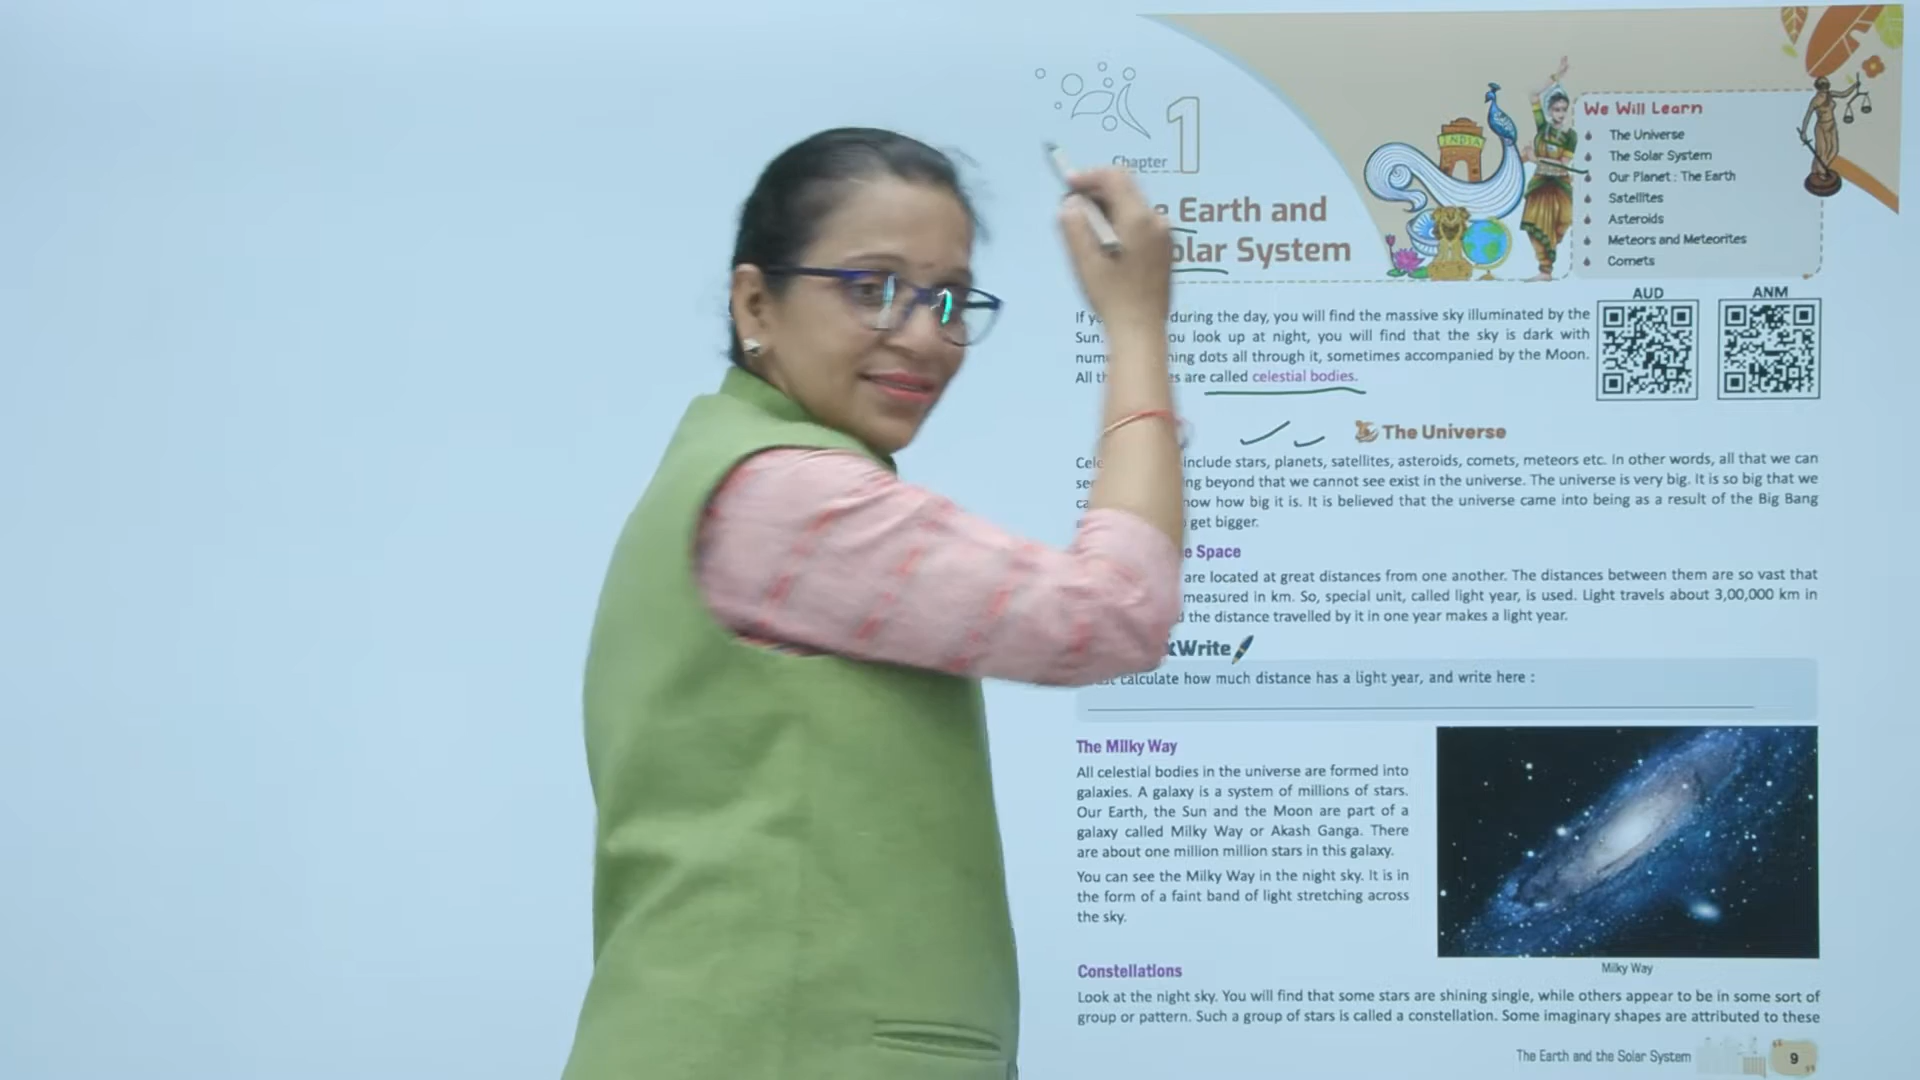 Chapter
1
Earth and
Solar System
We Will Learn
The Universe
The Solar System
Our Planet : The Earth
Satellites
Asteroids
Meteors and Meteorites
Comets
INDIA
AUD
ANM
If during the day, you will find the massive sky illuminated by the
Sun. you look up at night, you will find that the sky is dark with
dots all through it, sometimes accompanied by the Moon.
All are called celestial bodies.
The Universe
include stars, planets, satellites, asteroids, comets, meteors etc. In other words, all that we can
beyond that we cannot see exist in the universe. The universe is very big. It is so big that we
how big it is. It is believed that the universe came into being as a result of the Big Bang
get bigger.
Space
are located at great distances from one another. The distances between them are so vast that
measured in km. So, special unit, called light year, is used. Light travels about 3,00,000 km in
the distance travelled by it in one year makes a light year.
Write
calculate how much distance has a light year, and write here :
The Milky Way
All celestial bodies in the universe are formed into
galaxies. A galaxy is a system of millions of stars.
Our Earth, the Sun and the Moon are part of a
galaxy called Milky Way or Akash Ganga. There
are about one million million stars in this galaxy.
You can see the Milky Way in the night sky. It is in
the form of a faint band of light stretching across
the sky.
Milky Way
Constellations
Look at the night sky. You will find that some stars are shining single, while others appear to be in some sort of
group or pattern. Such a group of stars is called a constellation. Some imaginary shapes are attributed to these
The Earth and the Solar System
9